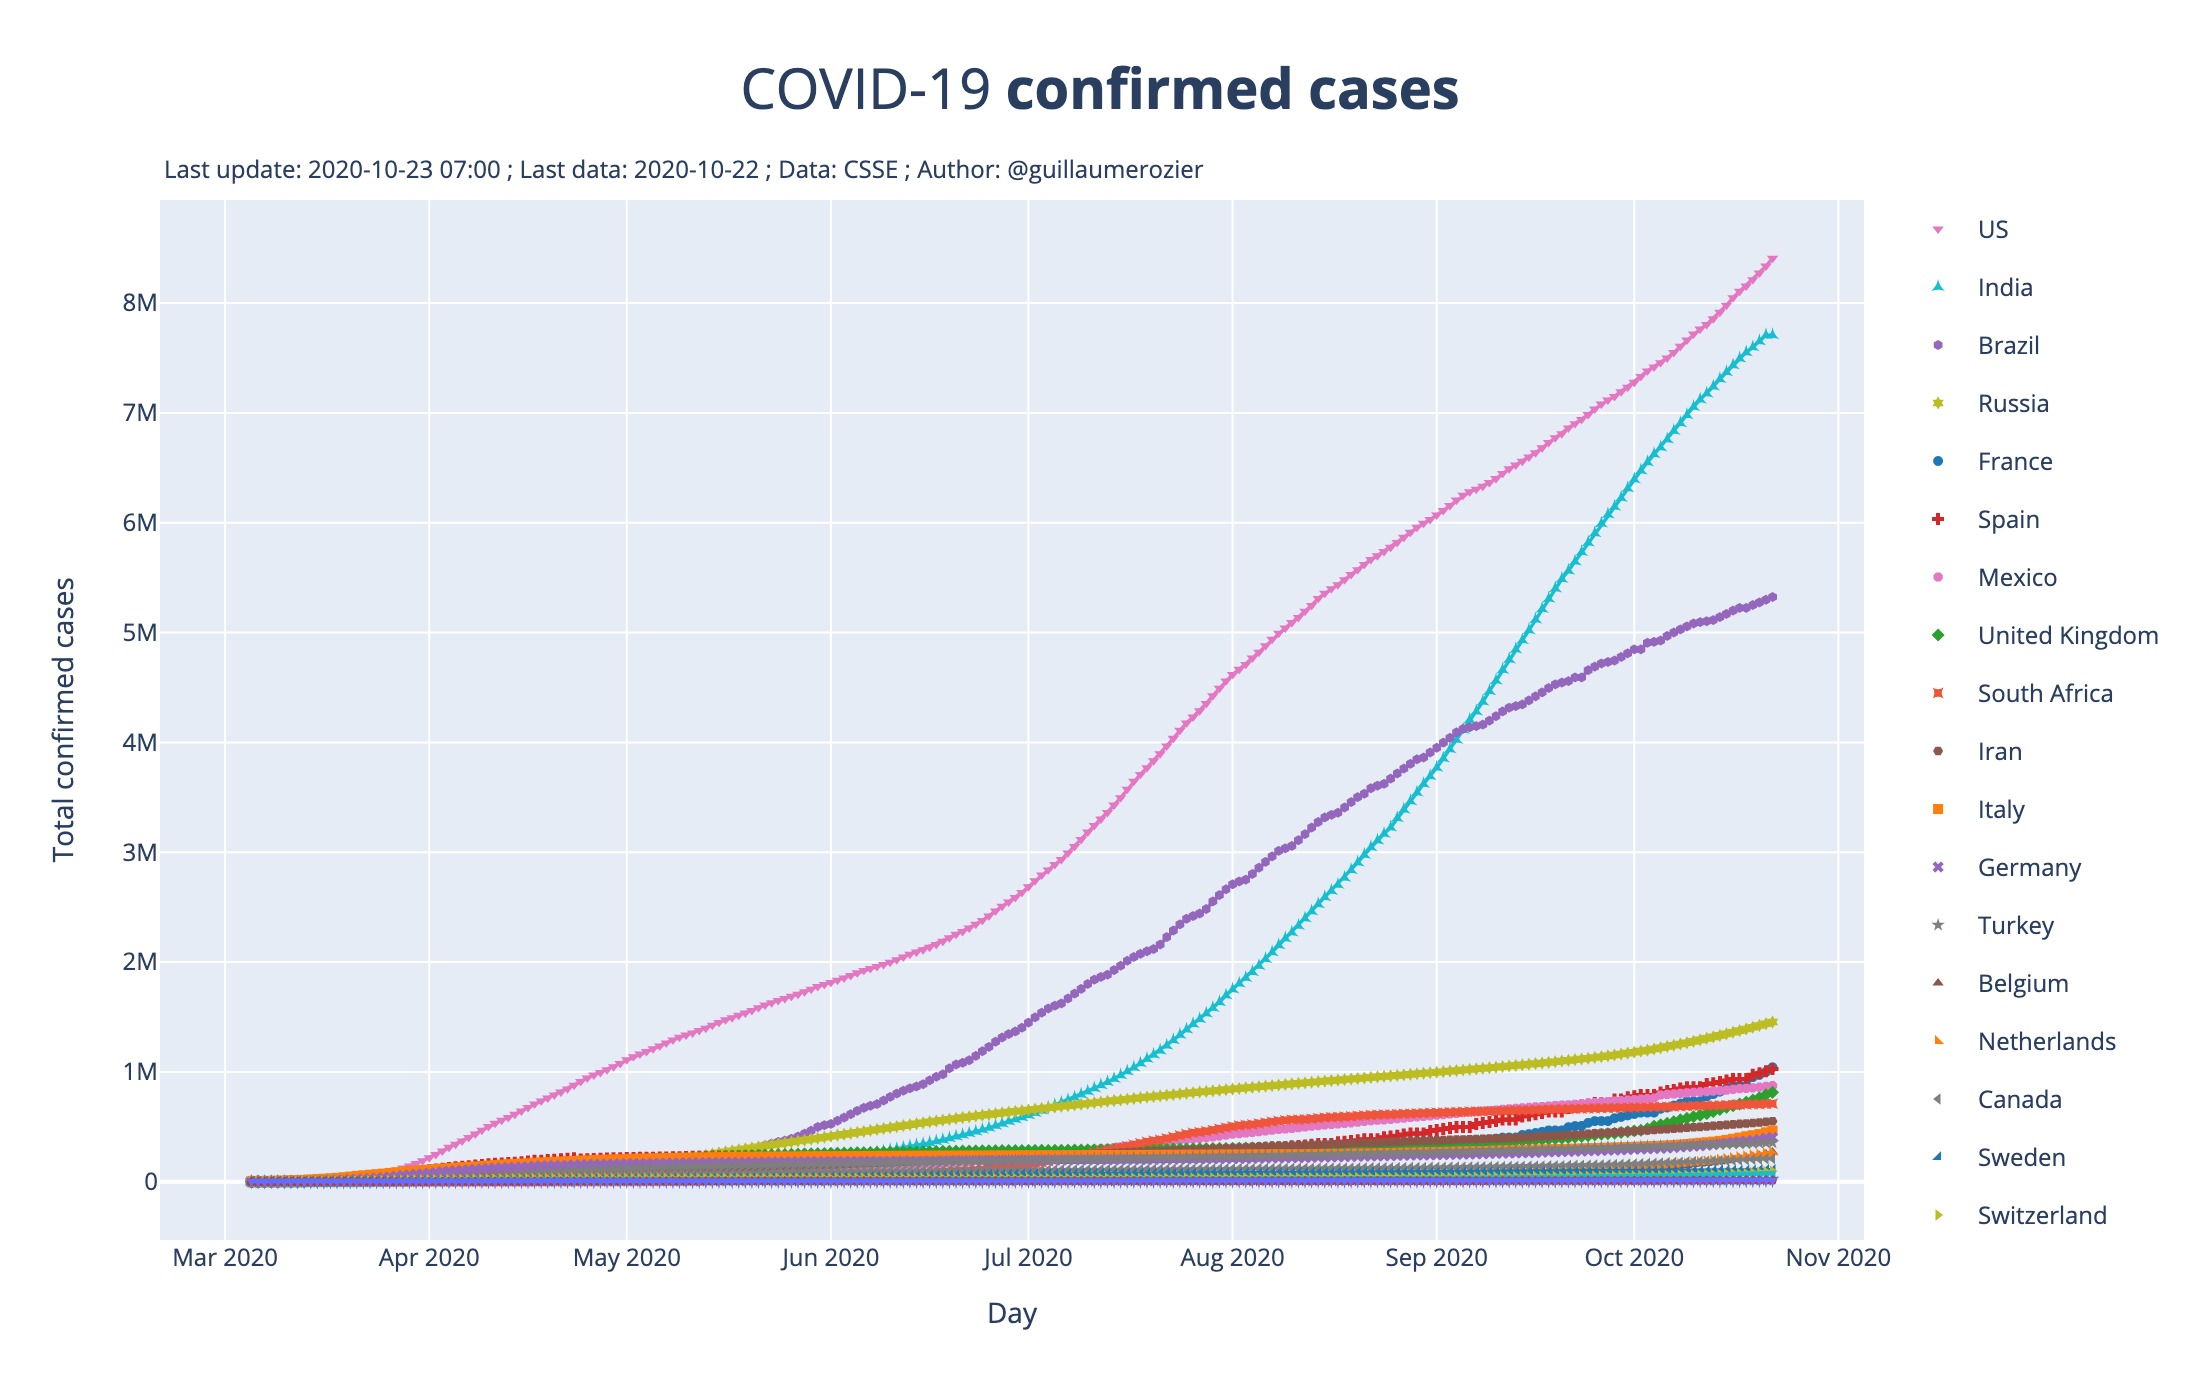 COVID-19 confirmed cases
Last update: 2020-10-23 07:00 ; Last data: 2020-10-22 ; Data: CSSE ; Author: @guillaumerozier
Total confirmed cases
8M
7M
6M
5M
4M
3M
2M
1M
0
Mar 2020 Apr 2020 May 2020 Jun 2020 Jul 2020 Aug 2020 Sep 2020 Oct 2020 Nov 2020
Day
US
India
Brazil
Russia
France
Spain
Mexico
United Kingdom
South Africa
Iran
Italy
Germany
Turkey
Belgium
Netherlands
Canada
Sweden
Switzerland